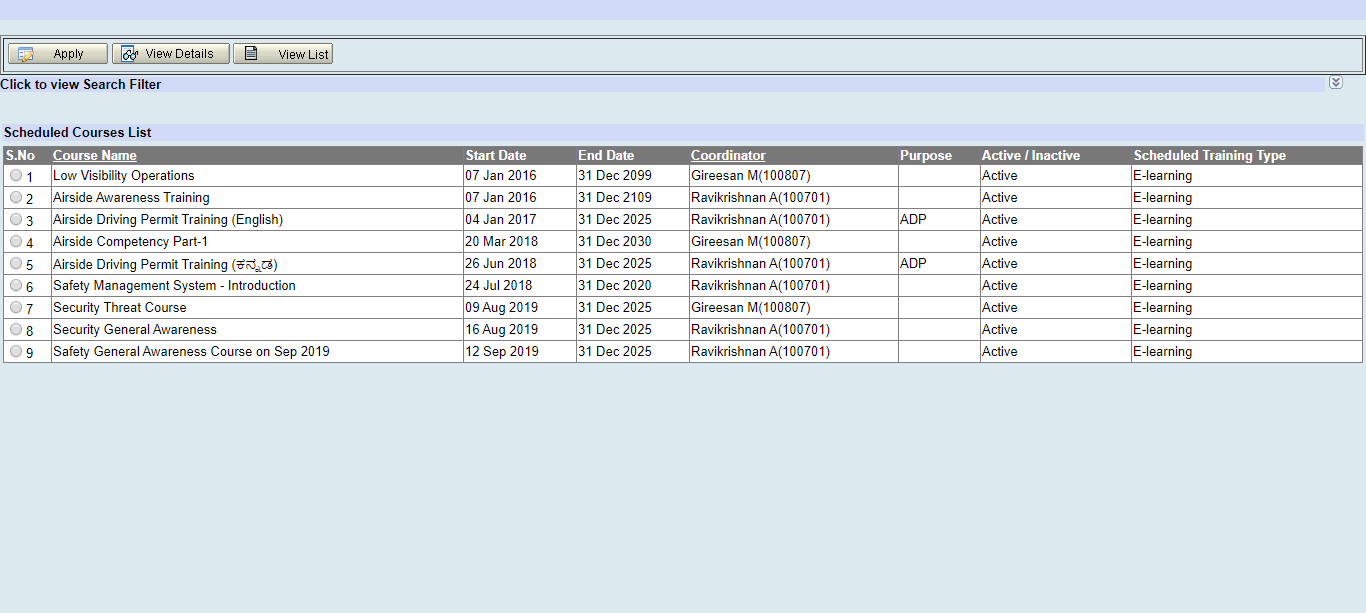 Apply View Details View List
Click to view Search Filter
Scheduled Courses List
S.No Course Name Start Date End Date Coordinator Purpose Active / Inactive Scheduled Training Type
1 Low Visibility Operations 07 Jan 2016 31 Dec 2099 Gireesan M(100807) Active E-learning
2 Airside Awareness Training 07 Jan 2016 31 Dec 2109 Ravikrishnan A(100701) Active E-learning
3 Airside Driving Permit Training (English) 04 Jan 2017 31 Dec 2025 Ravikrishnan A(100701) ADP Active E-learning
4 Airside Competency Part-1 20 Mar 2018 31 Dec 2030 Gireesan M(100807) Active E-learning
5 Airside Driving Permit Training (ಕನ್ನಡ) 26 Jun 2018 31 Dec 2025 Ravikrishnan A(100701) ADP Active E-learning
6 Safety Management System - Introduction 24 Jul 2018 31 Dec 2020 Ravikrishnan A(100701) Active E-learning
7 Security Threat Course 09 Aug 2019 31 Dec 2025 Gireesan M(100807) Active E-learning
8 Security General Awareness 16 Aug 2019 31 Dec 2025 Ravikrishnan A(100701) Active E-learning
9 Safety General Awareness Course on Sep 2019 12 Sep 2019 31 Dec 2025 Ravikrishnan A(100701) Active E-learning